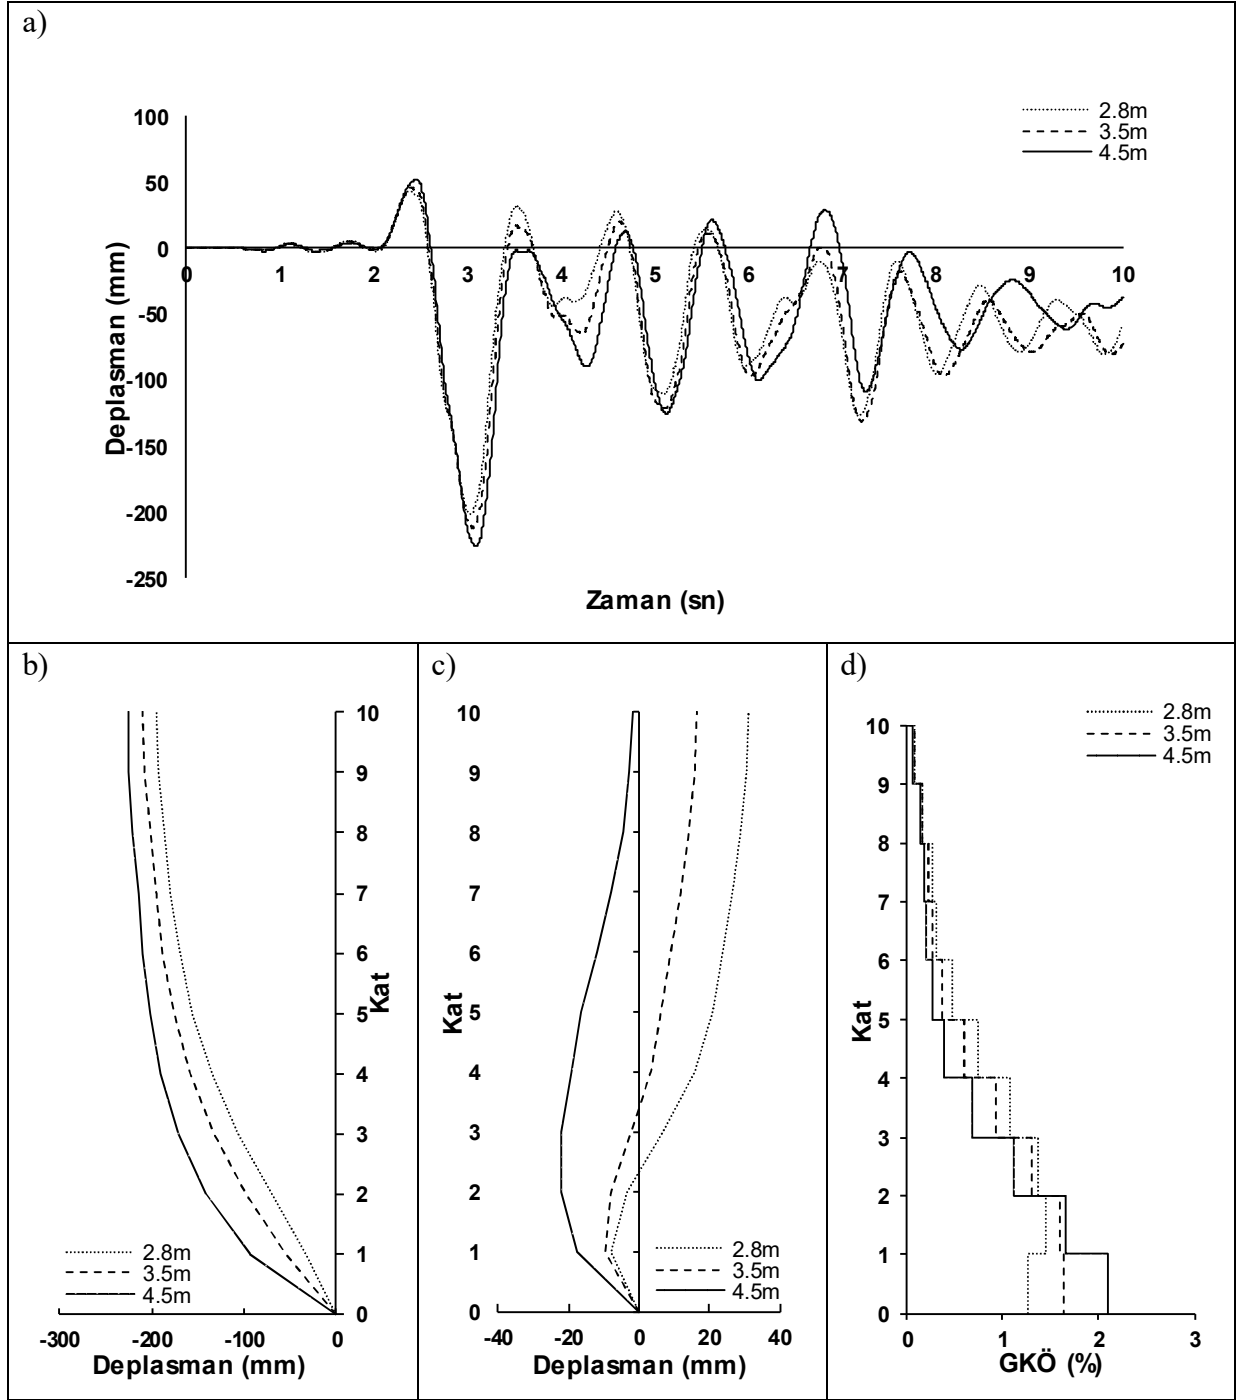 a)
100
50
0
-50
-100
-150
-200
-250
Deplasman (mm)
0 1 2 3 4 5 6 7 8 9 10
Zaman (sn)
2.8m
3.5m
4.5m
b)
10
9
8
7
6
5
4
3
2
1
0
Kat
2.8m
3.5m
4.5m
-300 -200 -100 0
Deplasman (mm)
c)
10
9
8
7
6
5
4
3
2
1
0
Kat
2.8m
3.5m
4.5m
-40 -20 0 20 40
Deplasman (mm)
d)
2.8m
3.5m
4.5m
10
9
8
7
6
5
4
3
2
1
0
Kat
0 1 2 3
GKÖ (%)